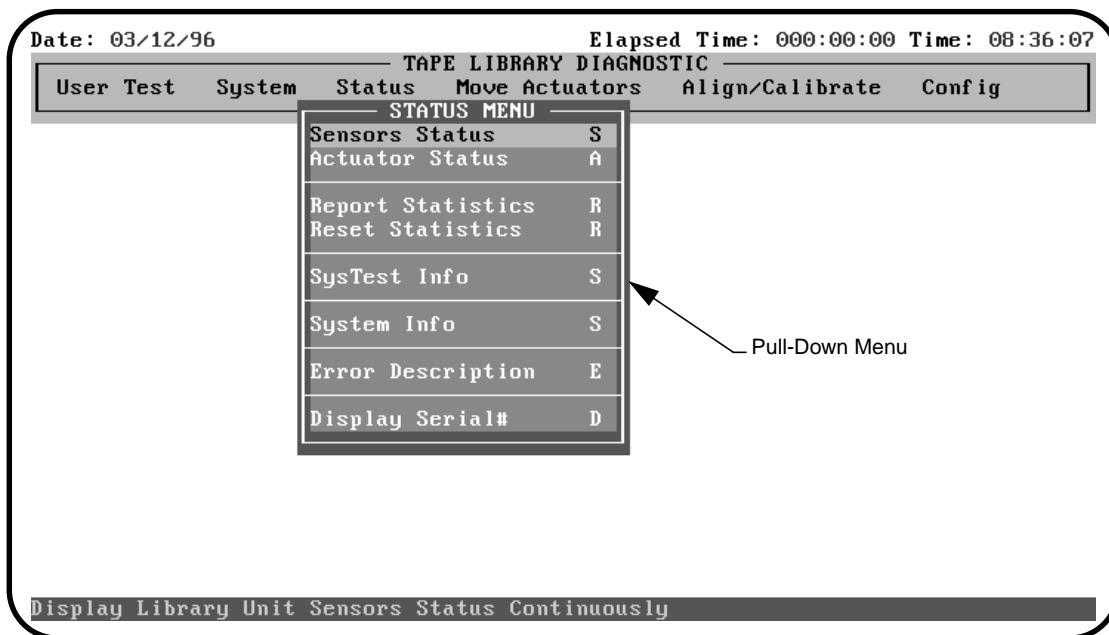 Date: 03/12/96 Elapsed Time: 000:00:00 Time: 08:36:07
TAPE LIBRARY DIAGNOSTIC
User Test System Status Move Actuators Align/Calibrate Config
STATUS MENU
Sensors Status S
Actuator Status A
Report Statistics R
Reset Statistics R
SysTest Info S
System Info S
Error Description E
Display Serial# D
Pull-Down Menu
Display Library Unit Sensors Status Continuously